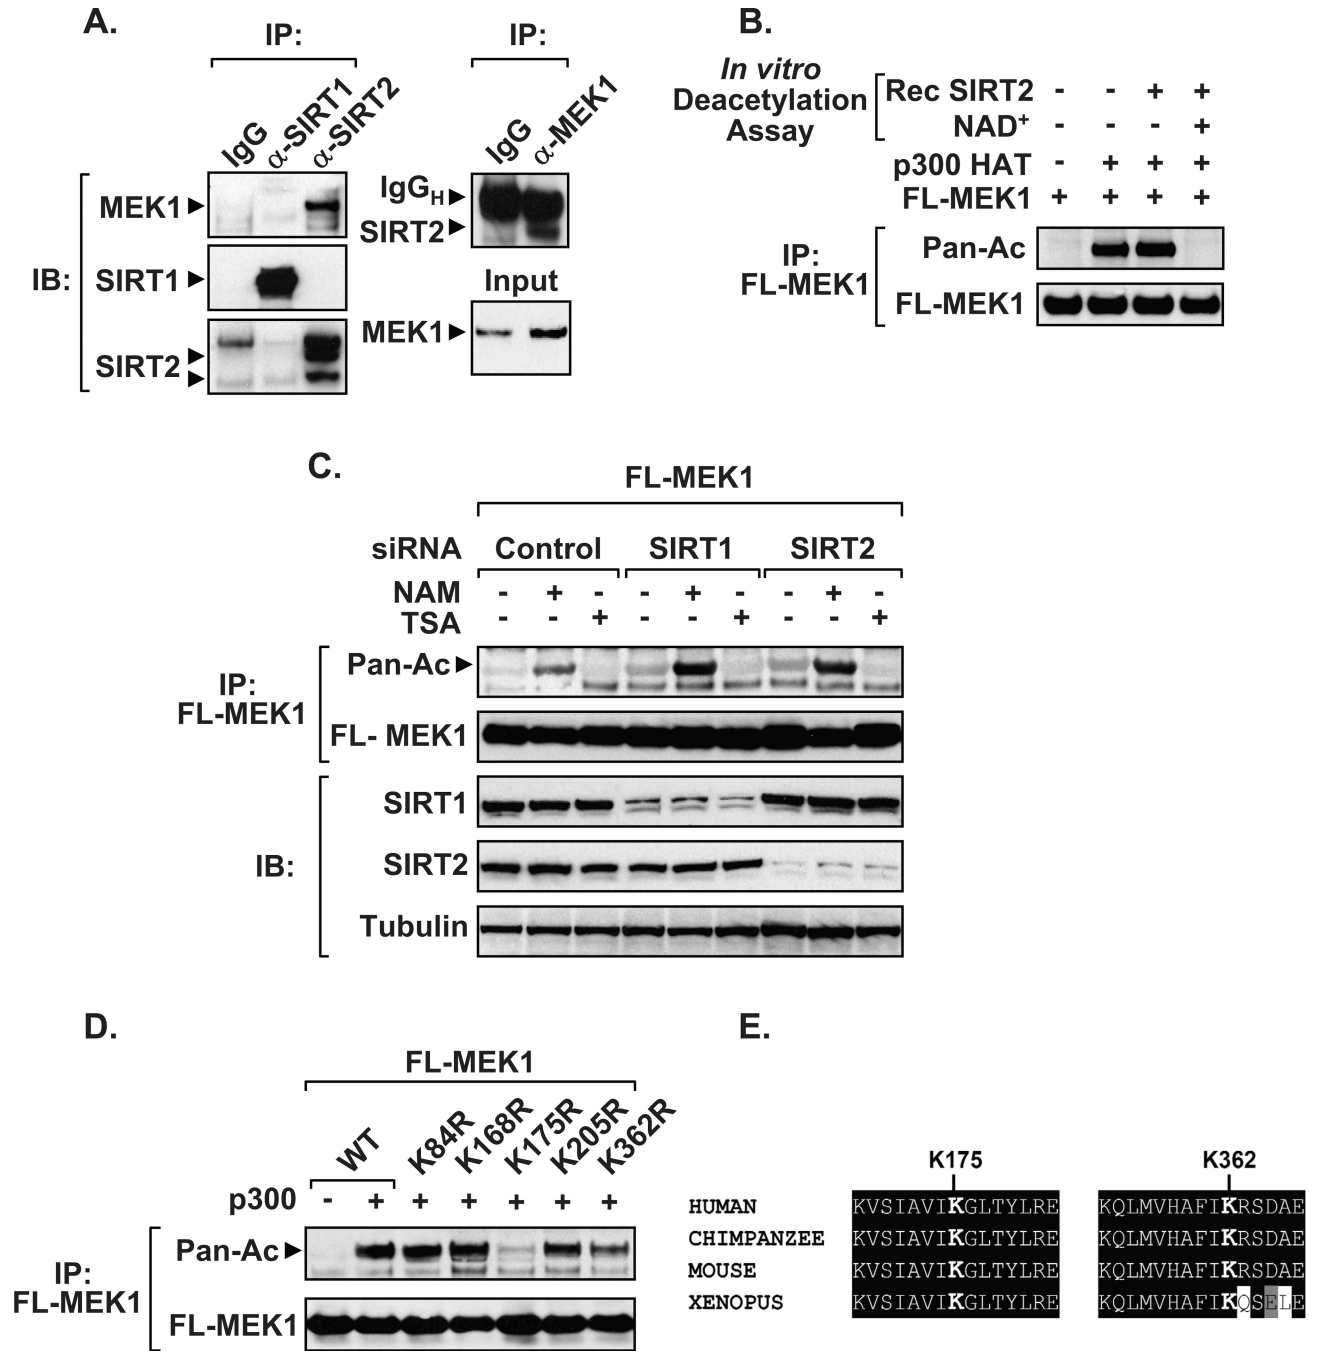 A.
IP:
IgG
α-SIRT1
α-SIRT2
IB:
MEK1
SIRT1
SIRT2
IP:
IgG
α-MEK1
IgGH
SIRT2
Input
MEK1
B.
In vitro
Deacetylation
Assay
Rec SIRT2 - - + +
NAD+ - - - +
p300 HAT - + + +
FL-MEK1 + + + +
IP:
FL-MEK1
Pan-Ac
FL-MEK1
C.
FL-MEK1
siRNA Control SIRT1 SIRT2
NAM - + - - + - - + -
TSA - - + - - + - - +
IP:
FL-MEK1
Pan-Ac
FL- MEK1
IB:
SIRT1
SIRT2
Tubulin
D.
FL-MEK1
WT K84R K168R K175R K205R K362R
p300 - + + + + + +
IP:
FL-MEK1
Pan-Ac
FL-MEK1
E.
K175 K362
HUMAN KVSIAVIKGLTYLRE KQLMVHAFIKRSDAE
CHIMPANZEE KVSIAVIKGLTYLRE KQLMVHAFIKRSDAE
MOUSE KVSIAVIKGLTYLRE KQLMVHAFIKRSDAE
XENOPUS KVSIAVIKGLTYLRE KQLMVHAFIKQSELE